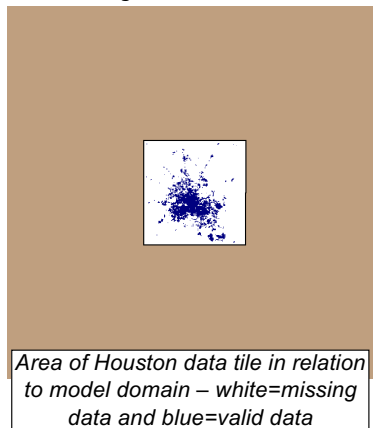 Area of Houston data tile in relation
to model domain – white=missing
data and blue=valid data